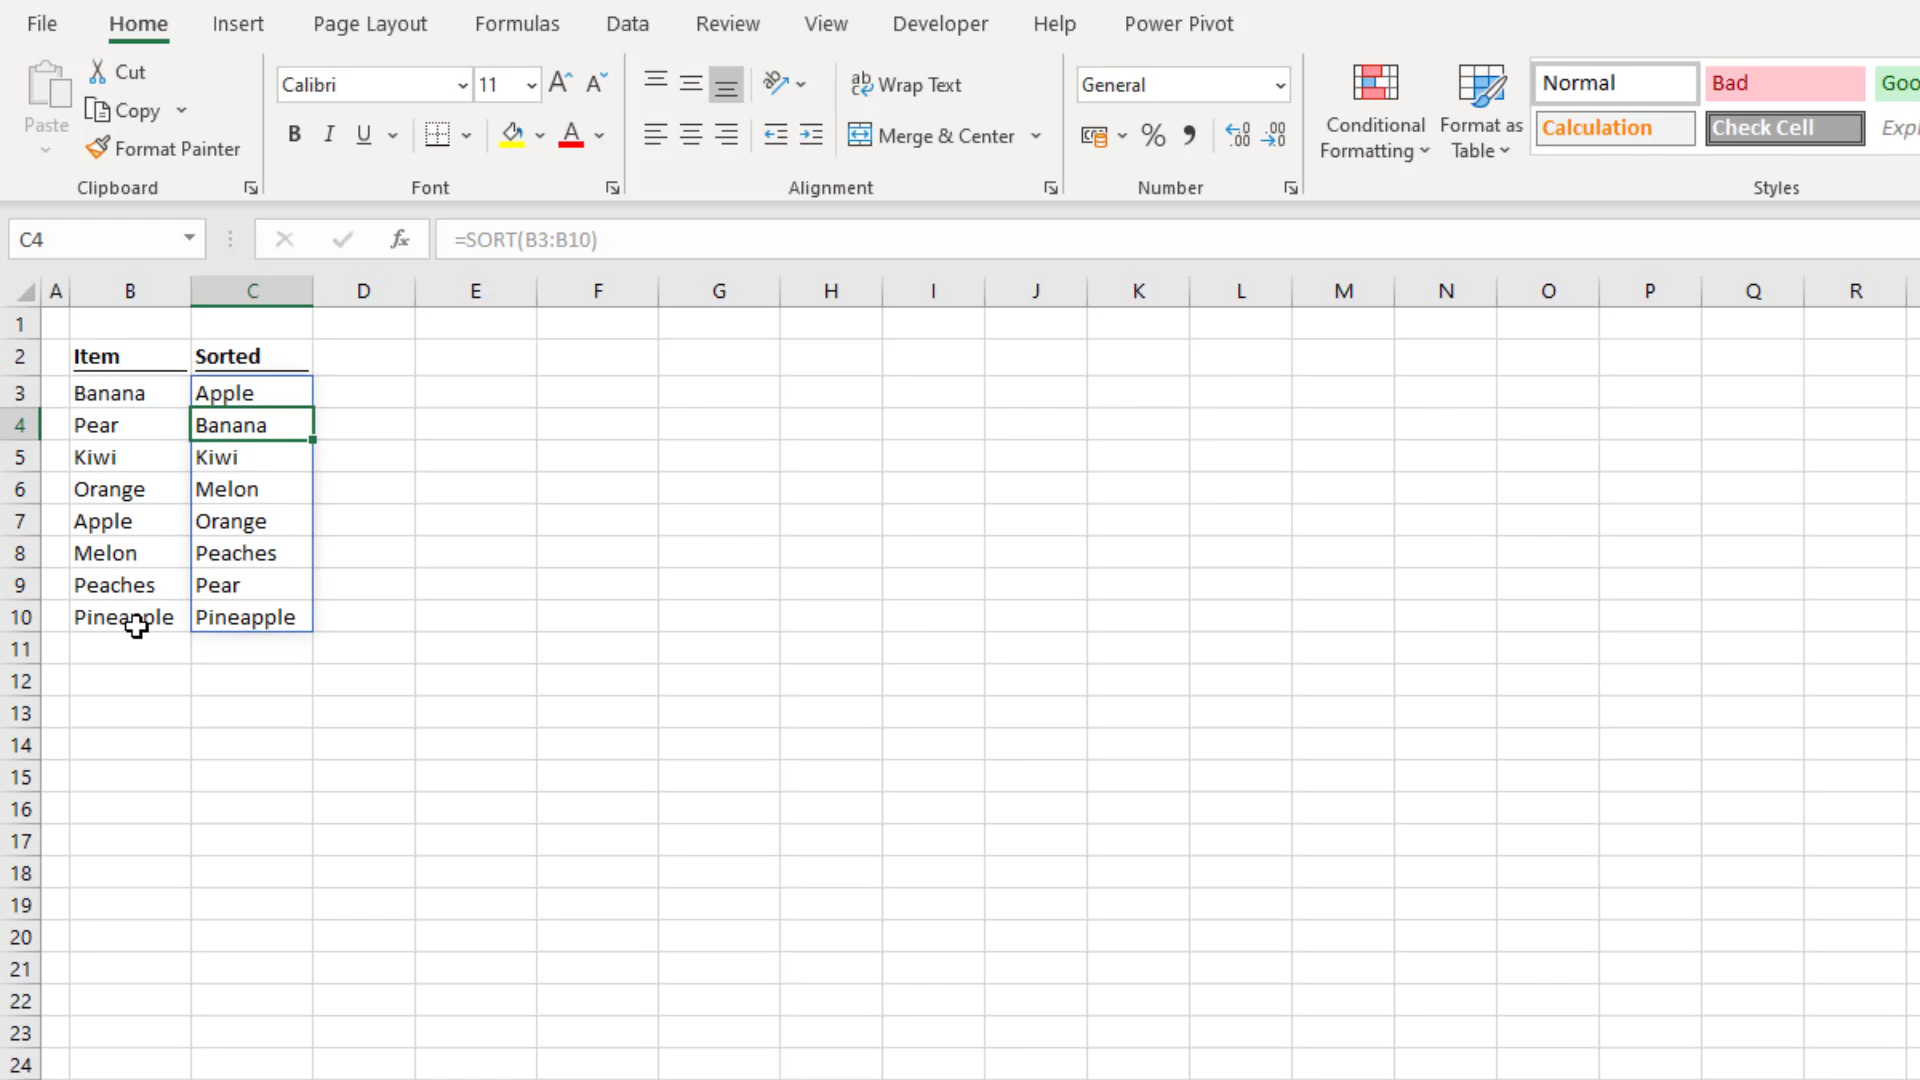 File Home Insert Page Layout Formulas Data Review View Developer Help Power Pivot
Paste
Cut
Copy
Format Painter
Clipboard
Calibri 11
B I U
Font
Wrap Text
Merge & Center
Alignment
General
Number
Conditional Formatting
Format as Table
Normal Bad Goo
Calculation Check Cell Expl
Styles
C4 fx =SORT(B3:B10)
A B C D E F G H I J K L M N O P Q R
1
2 Item Sorted
3 Banana Apple
4 Pear Banana
5 Kiwi Kiwi
6 Orange Melon
7 Apple Orange
8 Melon Peaches
9 Peaches Pear
10 Pineapple Pineapple
11
12
13
14
15
16
17
18
19
20
21
22
23
24